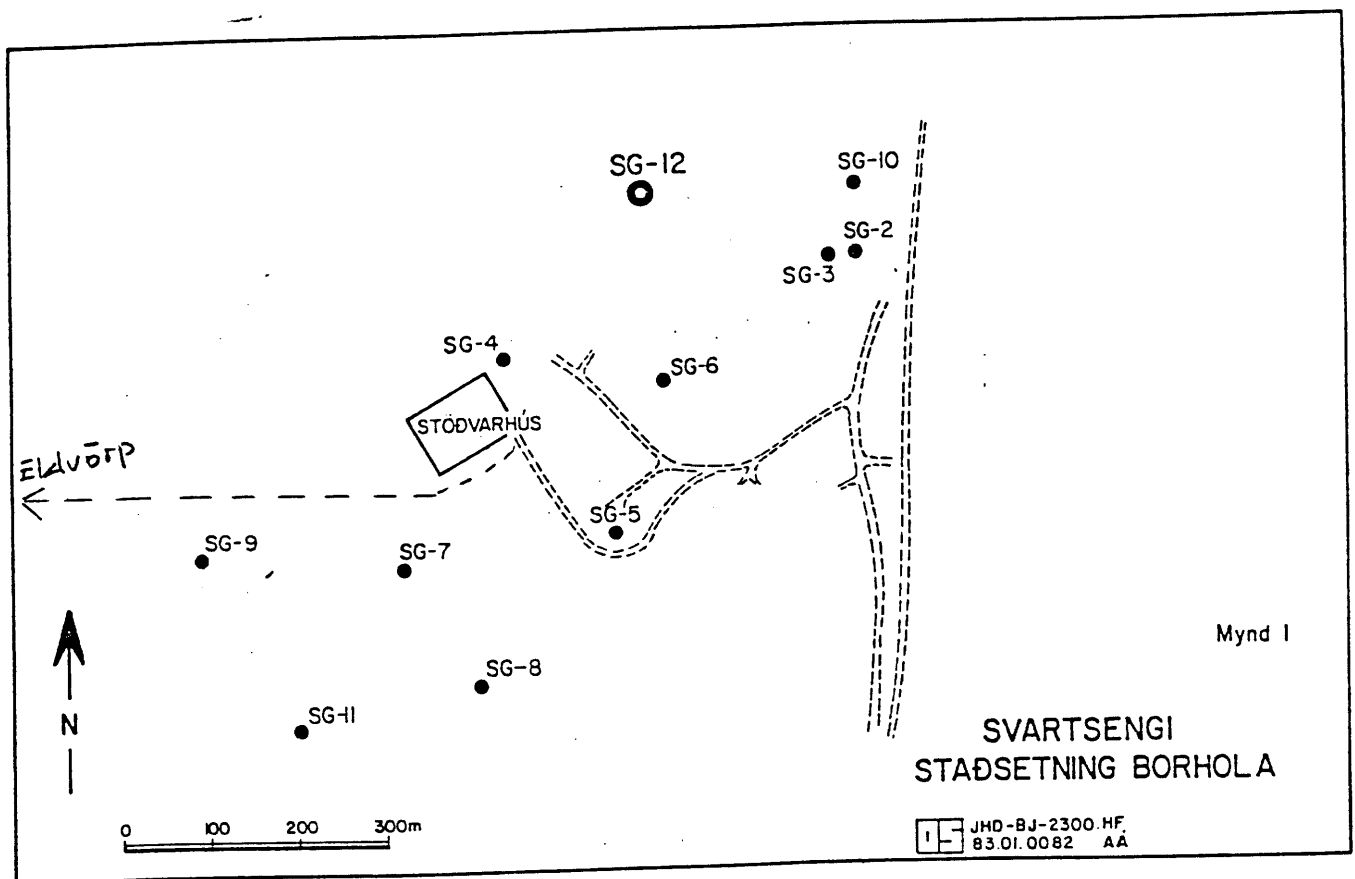 SG-12
SG-10
SG-2
SG-3
SG-4
SG-6
STÖÐVARHÚS
Eldvörp
SG-5
SG-9
SG-7
Mynd 1
SG-8
SG-11
N
SVARTSENGI
STAÐSETNING BORHOLA
0 100 200 300m
JHD-BJ-2300.HF.
83.01.0082 AÁ